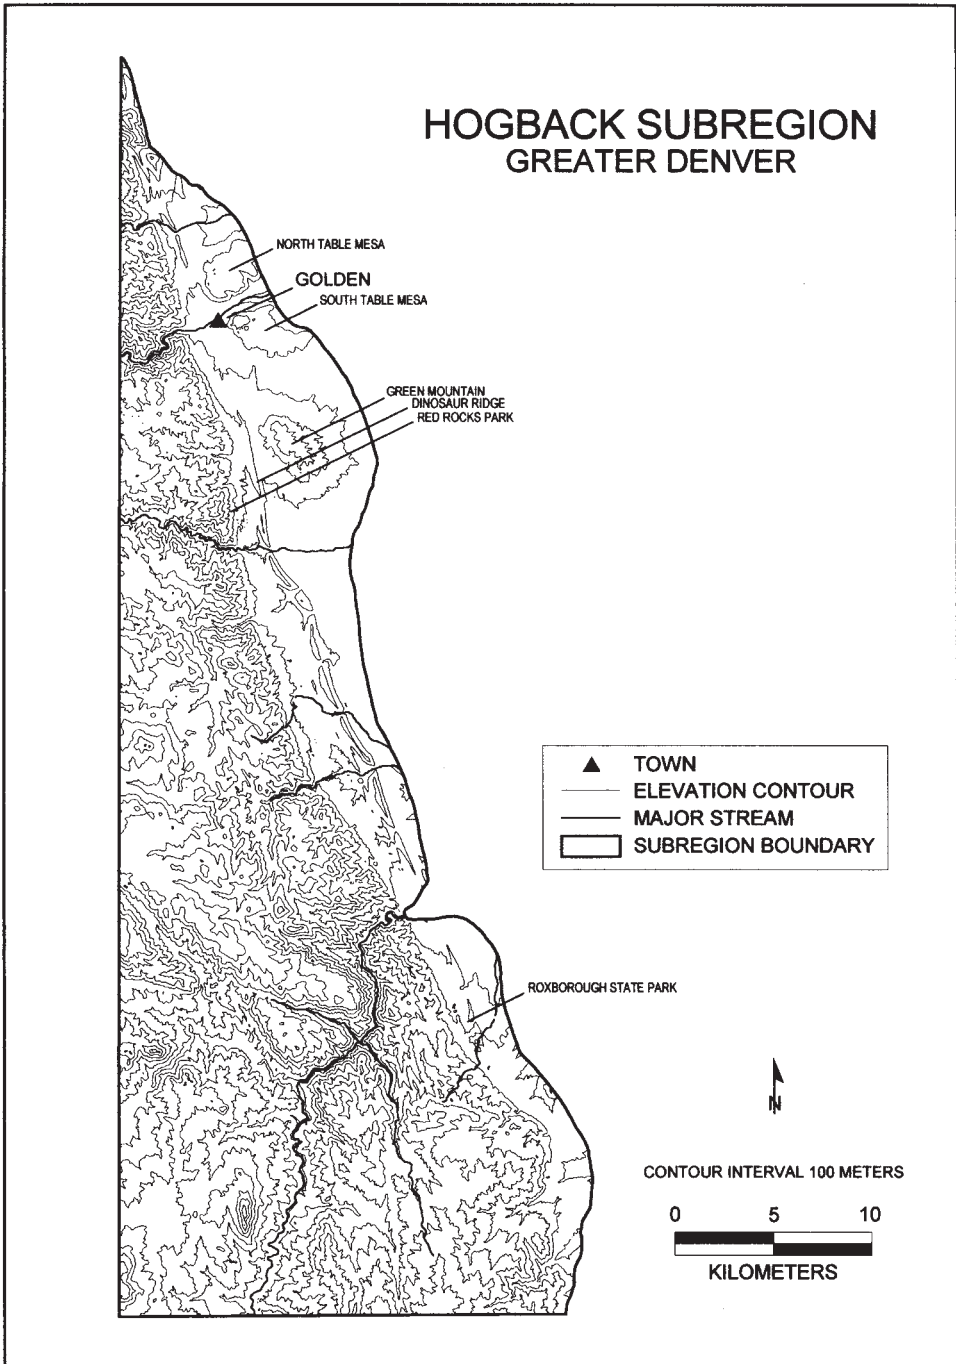 HOGBACK SUBREGION
GREATER DENVER
NORTH TABLE MESA
GOLDEN
SOUTH TABLE MESA
GREEN MOUNTAIN
DINOSAUR RIDGE
RED ROCKS PARK
TOWN
ELEVATION CONTOUR
MAJOR STREAM
SUBREGION BOUNDARY
ROXBOROUGH STATE PARK
N
CONTOUR INTERVAL 100 METERS
0 5 10
KILOMETERS